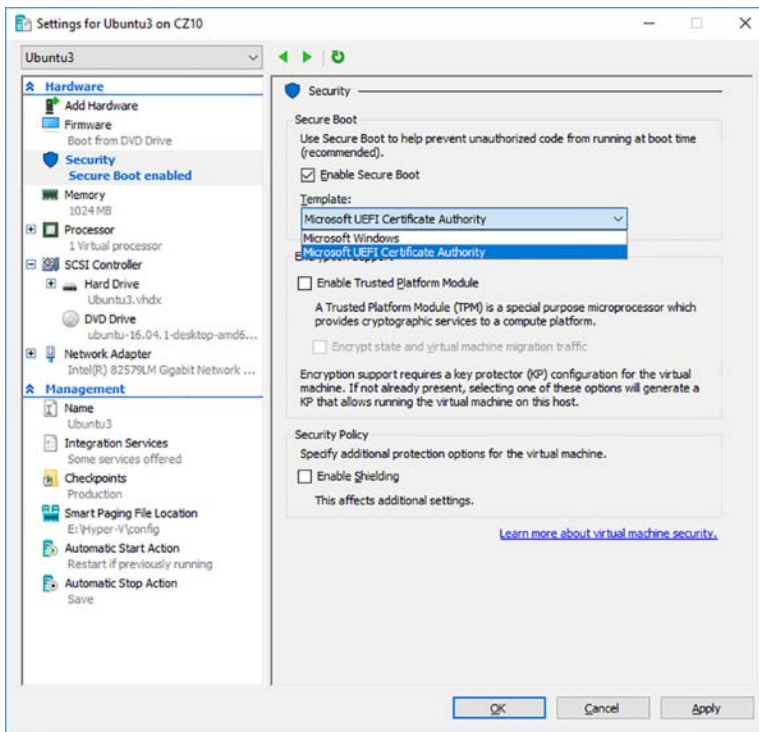 Settings for Ubuntu3 on CZ10
Ubuntu3
Hardware
Add Hardware
Firmware
Boot from DVD Drive
Security
Secure Boot enabled
Memory
1024 MB
Processor
1 Virtual processor
SCSI Controller
Hard Drive
Ubuntu3.vhdx
DVD Drive
ubuntu-16.04.1-desktop-amd6...
Network Adapter
Intel(R) 82579LM Gigabit Network ...
Management
Name
Ubuntu3
Integration Services
Some services offered
Checkpoints
Production
Smart Paging File Location
E:\Hyper-V\config
Automatic Start Action
Restart if previously running
Automatic Stop Action
Save
Security
Secure Boot
Use Secure Boot to help prevent unauthorized code from running at boot time
(recommended).
Enable Secure Boot
Template:
Microsoft UEFI Certificate Authority
Microsoft Windows
Microsoft UEFI Certificate Authority
Encryption Support
Enable Trusted Platform Module
A Trusted Platform Module (TPM) is a special purpose microprocessor which
provides cryptographic services to a compute platform.
Encrypt state and virtual machine migration traffic
Encryption support requires a key protector (KP) configuration for the virtual
machine. If not already present, selecting one of these options will generate a
KP that allows running the virtual machine on this host.
Security Policy
Specify additional protection options for the virtual machine.
Enable Shielding
This affects additional settings.
Learn more about virtual machine security.
OK
Cancel
Apply